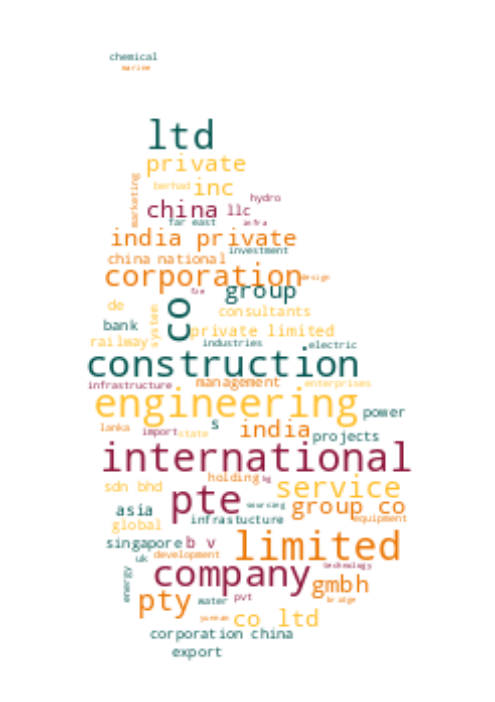 chemical
marine
ltd
private
marketing
berhad inc
hydro
china llc
far east infra
india private
investment
china national
corporation design
co
fze
group
de
consultants
bank
system
private limited
railway
industries electric
construction
infrastructure management enterprises
engineering
power
lanka
s
india
import state
projects
international
holding bg
sdn bhd
service
pte
asia
sourcing
group co
global
infrastucture
equipment
singapore b v
limited
uk development
technology
energy
company
gmbh
pty
water pvt
bridge
yunnan
co ltd
corporation china
export